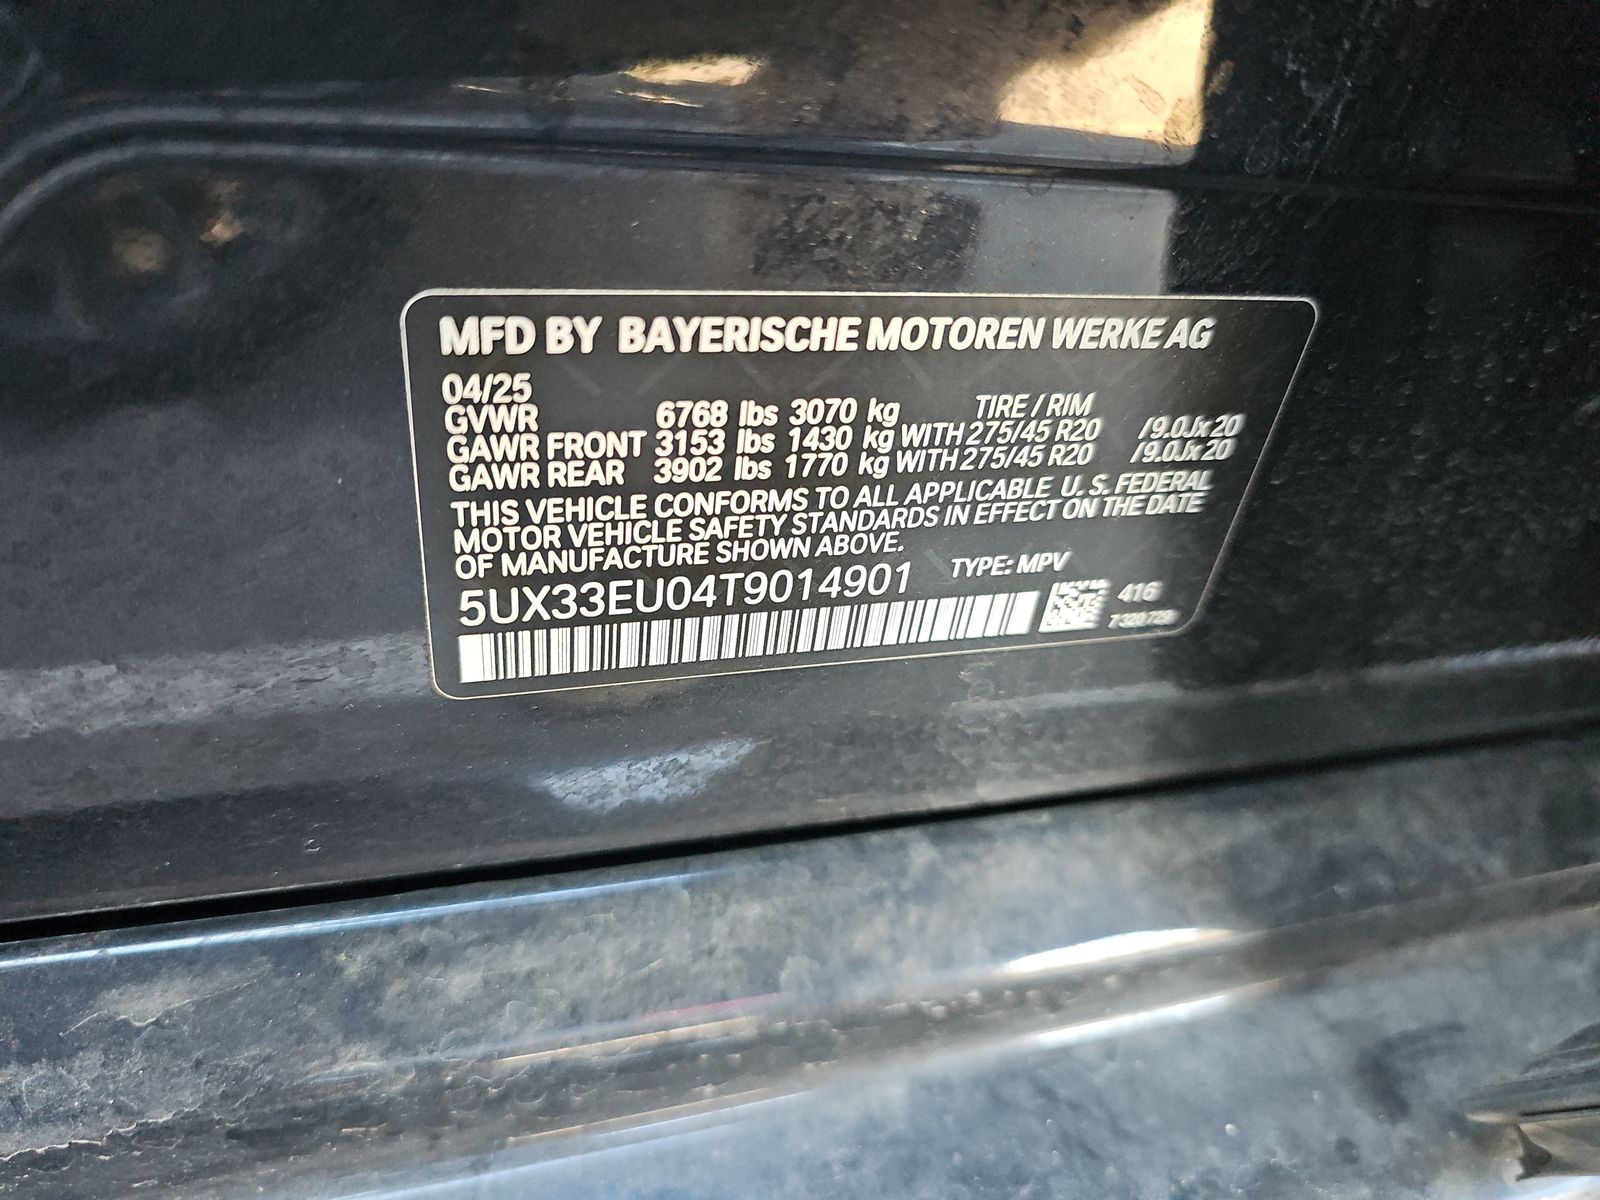 MFD BY BAYERISCHE MOTOREN WERKE AG
04/25
TIRE / RIM
GVWR 6768 lbs 3070 kg
GAWR FRONT 3153 lbs 1430 kg WITH 275/45 R20 /9.0Jx20
GAWR REAR 3902 lbs 1770 kg WITH 275/45 R20 /9.0Jx20
THIS VEHICLE CONFORMS TO ALL APPLICABLE U.S. FEDERAL
MOTOR VEHICLE SAFETY STANDARDS IN EFFECT ON THE DATE
OF MANUFACTURE SHOWN ABOVE.
5UX33EU04T9014901 TYPE: MPV
416